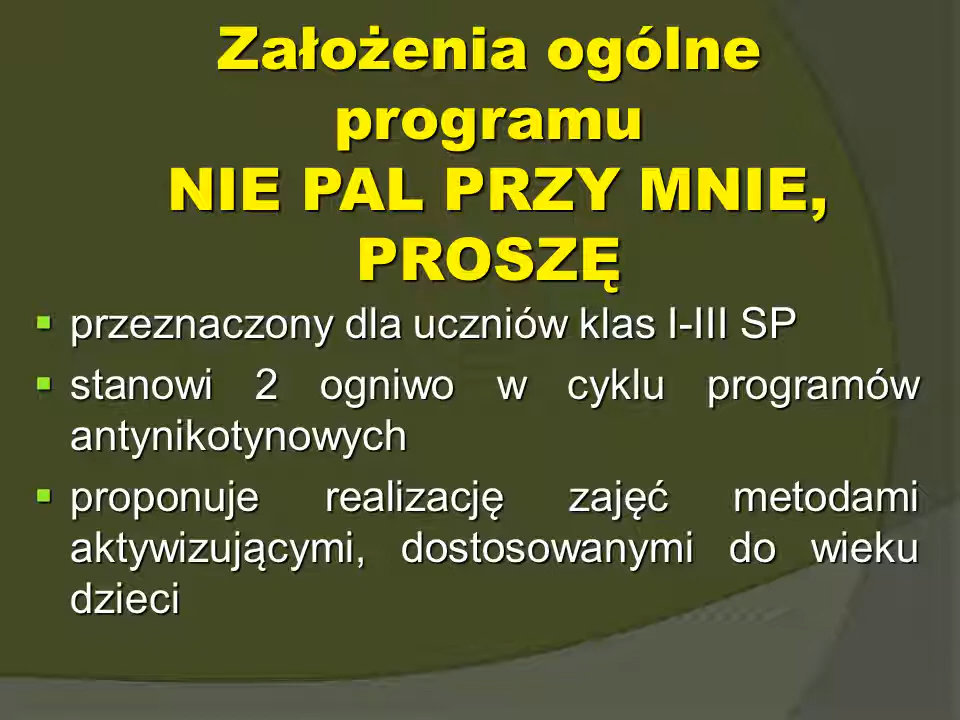 Założenia ogólne
programu
NIE PAL PRZY MNIE,
PROSZĘ
przeznaczony dla uczniów klas I-III SP
stanowi 2 ogniwo w cyklu programów
antynikotynowych
proponuje realizację zajęć metodami
aktywizującymi, dostosowanymi do wieku
dzieci